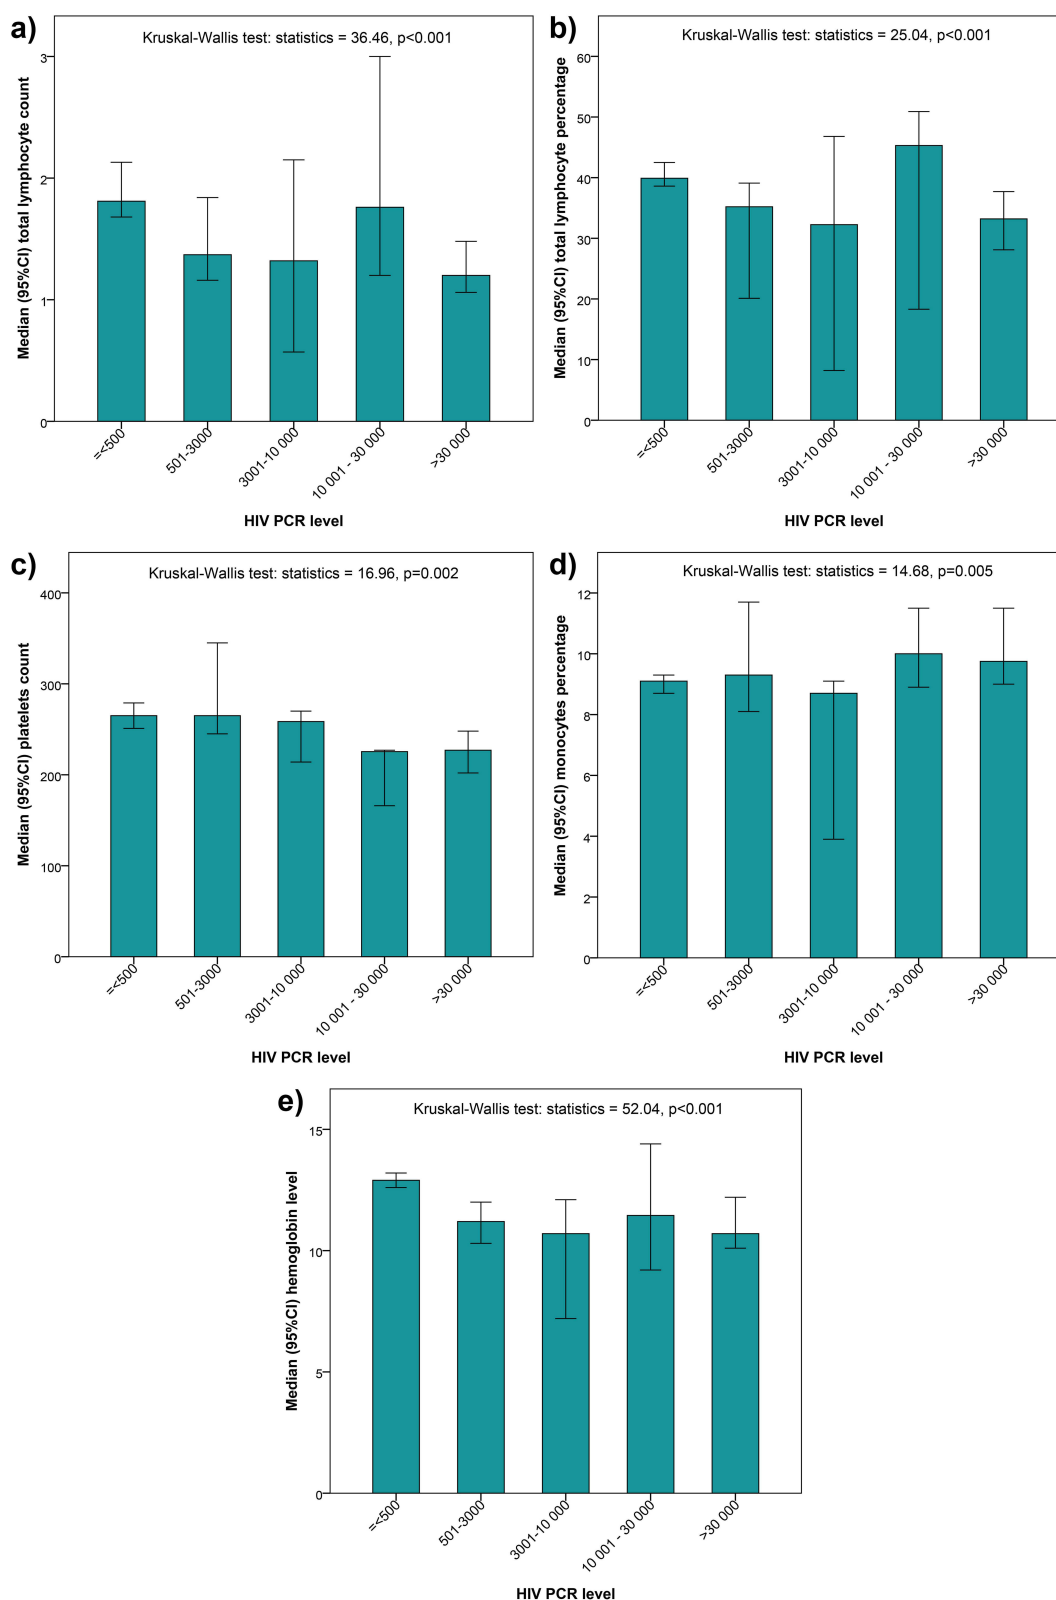 a)
Kruskal-Wallis test: statistics = 36.46, p<0.001
Median (95%CI) total lymphocyte count
3
2
1
0
=<500
501-3000
3001-10 000
10 001 - 30 000
>30 000
HIV PCR level
b)
Kruskal-Wallis test: statistics = 25.04, p<0.001
Median (95%CI) total lymphocyte percentage
60
50
40
30
20
10
0
=<500
501-3000
3001-10 000
10 001 - 30 000
>30 000
HIV PCR level
c)
Kruskal-Wallis test: statistics = 16.96, p=0.002
Median (95%CI) platelets count
400
300
200
100
0
=<500
501-3000
3001-10 000
10 001 - 30 000
>30 000
HIV PCR level
d)
Kruskal-Wallis test: statistics = 14.68, p=0.005
Median (95%CI) monocytes percentage
12
10
8
6
4
2
0
=<500
501-3000
3001-10 000
10 001 - 30 000
>30 000
HIV PCR level
e)
Kruskal-Wallis test: statistics = 52.04, p<0.001
Median (95%CI) hemoglobin level
15
10
5
0
=<500
501-3000
3001-10 000
10 001 - 30 000
>30 000
HIV PCR level